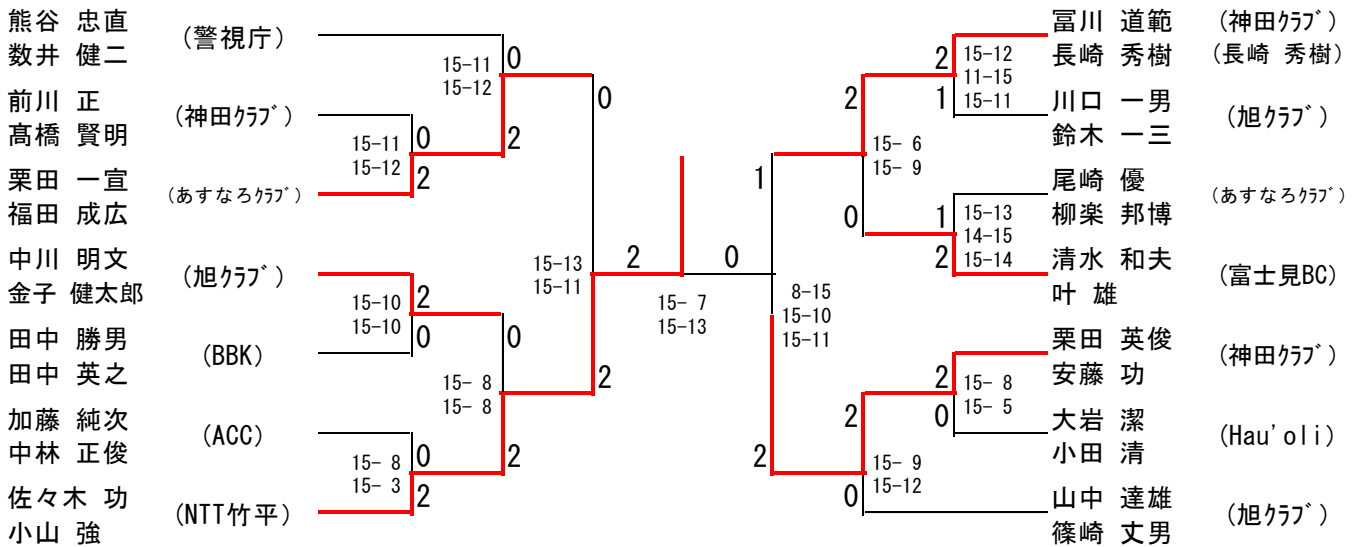 熊谷 忠直
数井 健二
(警視庁)
前川 正
髙橋 賢明
(神田ｸﾗﾌﾞ)
栗田 一宣
福田 成広
(あすなろｸﾗﾌﾞ)
中川 明文
金子 健太郎
(旭ｸﾗﾌﾞ)
田中 勝男
田中 英之
(BBK)
加藤 純次
中林 正俊
(ACC)
佐々木 功
小山 強
(NTT竹平)
15-11
15-12
0
2
15-11
15-12
0
2
15-10
15-10
2
0
15- 8
15- 3
0
2
15- 8
15- 8
0
2
15-13
15-11
0
2
2
0
15- 7
15-13
1
2
8-15
15-10
15-11
2
0
15- 6
15- 9
2
0
15- 9
15-12
2
1
15-12
11-15
15-11
1
2
15-13
14-15
15-14
2
0
15- 8
15- 5
冨川 道範
長崎 秀樹
(神田ｸﾗﾌﾞ)
(長崎 秀樹)
川口 一男
鈴木 一三
(旭ｸﾗﾌﾞ)
尾崎 優
柳楽 邦博
(あすなろｸﾗﾌﾞ)
清水 和夫
叶 雄
(富士見BC)
栗田 英俊
安藤 功
(神田ｸﾗﾌﾞ)
大岩 潔
小田 清
(Hau'oli)
山中 達雄
篠崎 丈男
(旭ｸﾗﾌﾞ)